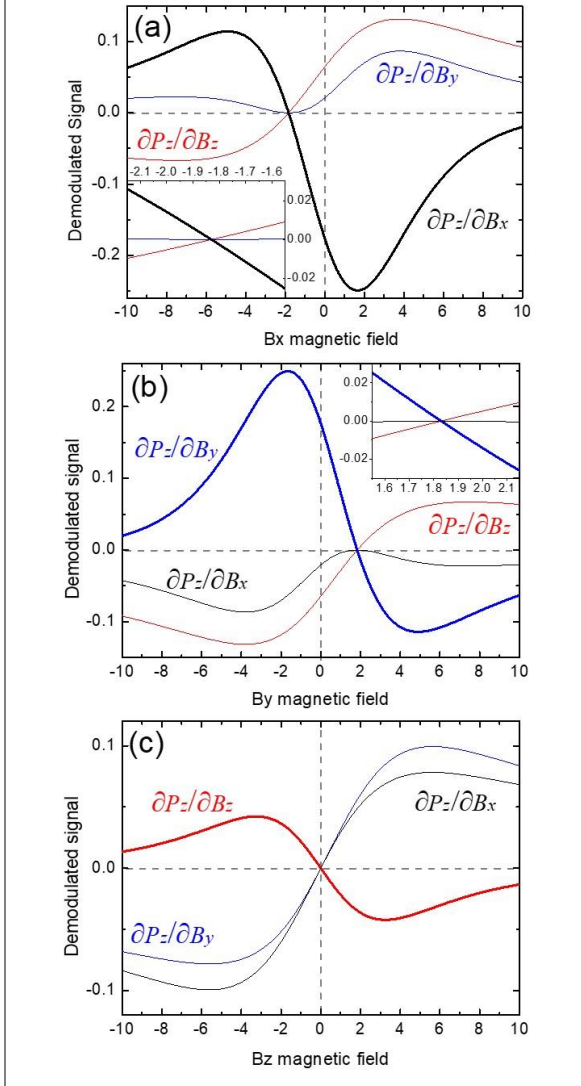 (a)
Demodulated Signal
0.1
0.0
-0.1
-0.2
∂Pz/∂By
∂Pz/∂Bz
∂Pz/∂Bx
-2.1 -2.0 -1.9 -1.8 -1.7 -1.6
0.02
0.00
-0.02
-10 -8 -6 -4 -2 0 2 4 6 8 10
Bx magnetic field
(b)
Demodulated signal
0.2
0.1
0.0
-0.1
∂Pz/∂By
0.02
0.00
-0.02
1.6 1.7 1.8 1.9 2.0 2.1
∂Pz/∂Bz
∂Pz/∂Bx
-10 -8 -6 -4 -2 0 2 4 6 8 10
By magnetic field
(c)
Demodulated signal
0.1
0.0
-0.1
∂Pz/∂Bz
∂Pz/∂Bx
∂Pz/∂By
-10 -8 -6 -4 -2 0 2 4 6 8 10
Bz magnetic field